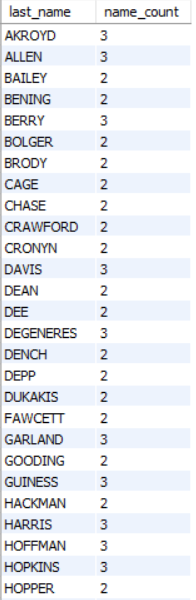 last_name name_count
AKROYD 3
ALLEN 3
BAILEY 2
BENING 2
BERRY 3
BOLGER 2
BRODY 2
CAGE 2
CHASE 2
CRAWFORD 2
CRONYN 2
DAVIS 3
DEAN 2
DEE 2
DEGENERES 3
DENCH 2
DEPP 2
DUKAKIS 2
FAWCETT 2
GARLAND 3
GOODING 2
GUINESS 3
HACKMAN 2
HARRIS 3
HOFFMAN 3
HOPKINS 3
HOPPER 2